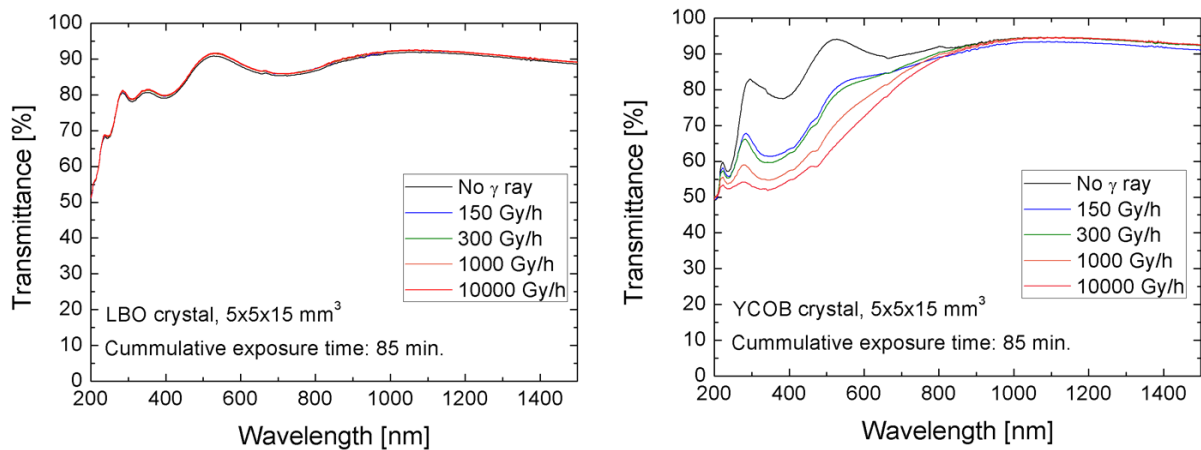 100
90
80
70
60
50
40
30
20
10
0
Transmittance [%]
No γ ray
150 Gy/h
300 Gy/h
1000 Gy/h
10000 Gy/h
LBO crystal, 5x5x15 mm³
Cummulative exposure time: 85 min.
200 400 600 800 1000 1200 1400
Wavelength [nm]
100
90
80
70
60
50
40
30
20
10
0
Transmittance [%]
No γ ray
150 Gy/h
300 Gy/h
1000 Gy/h
10000 Gy/h
YCOB crystal, 5x5x15 mm³
Cummulative exposure time: 85 min.
200 400 600 800 1000 1200 1400
Wavelength [nm]